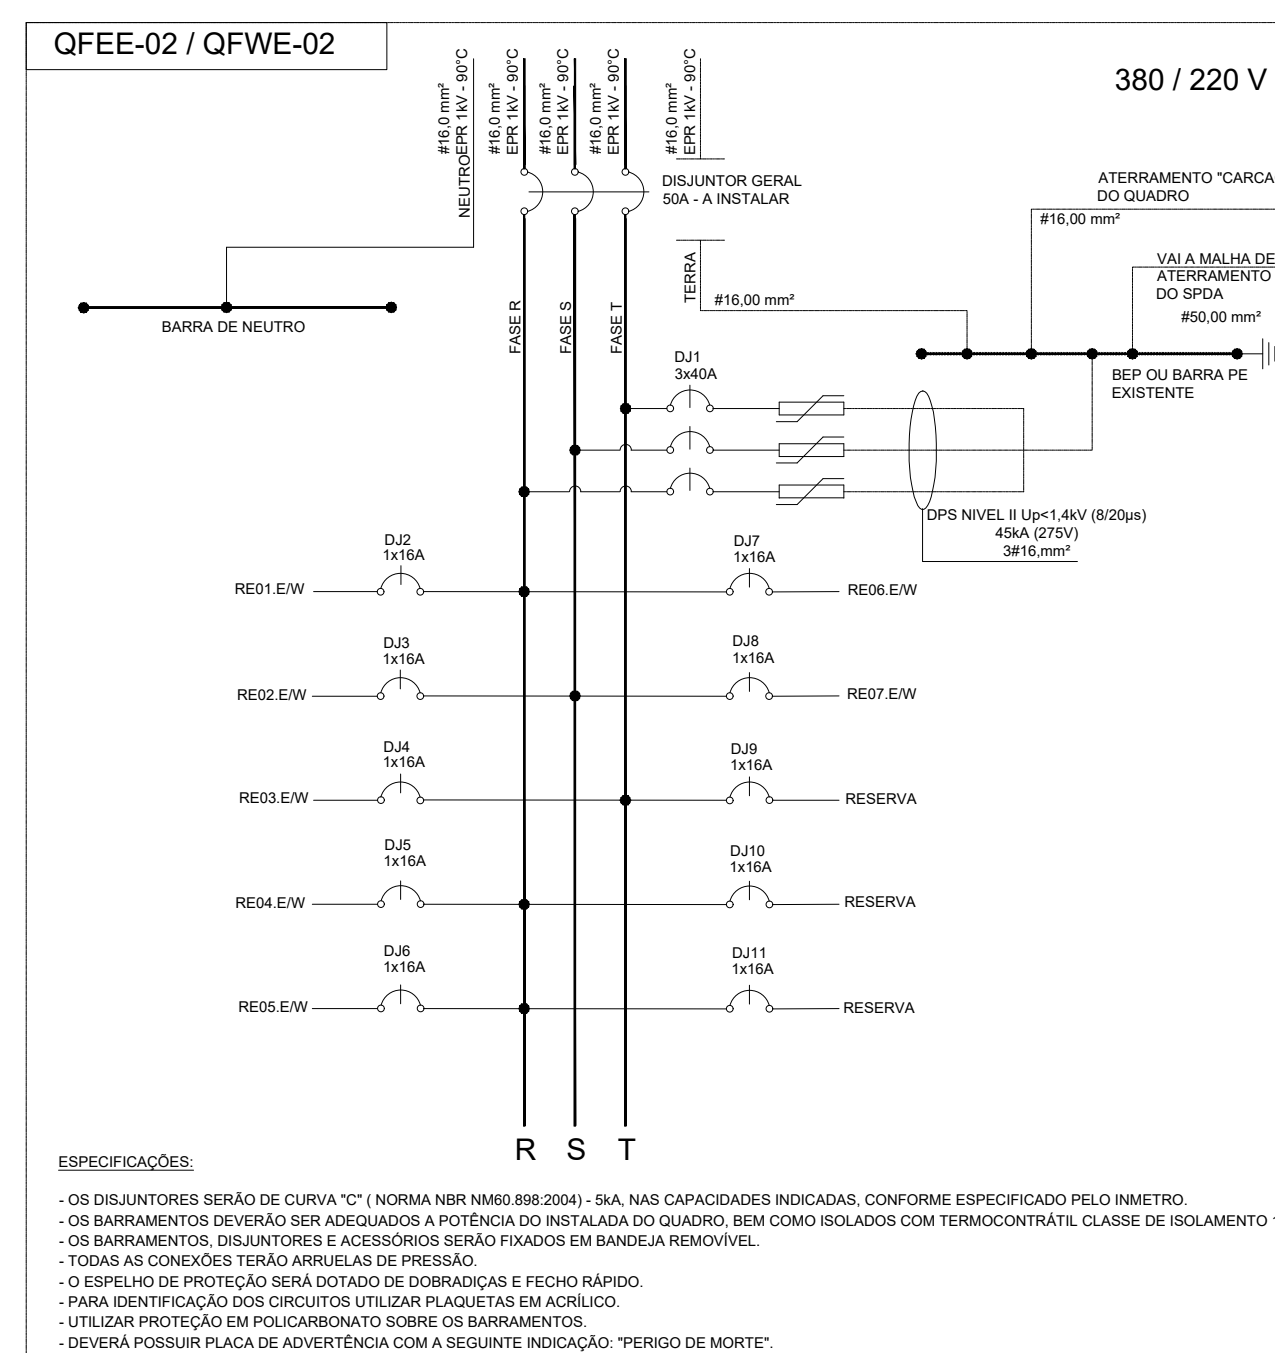 QFEE-02 / QFWE-02
380 / 220 V
#16,0 mm²
EPR 1kV - 90°C
#16,0 mm²
EPR 1kV - 90°C
#16,0 mm²
EPR 1kV - 90°C
#16,0 mm²
EPR 1kV - 90°C
#16,0 mm²
EPR 1kV - 90°C
NEUTRO
DISJUNTOR GERAL
50A - A INSTALAR
ATERRAMENTO "CARCA
DO QUADRO
#16,00 mm²
TERRA
#16,00 mm²
VAI A MALHA DE
ATERRAMENTO
DO SPDA
#50,00 mm²
BARRA DE NEUTRO
FASE R
FASE S
FASE T
BEP OU BARRA PE
EXISTENTE
DJ1
3x40A
DPS NIVEL II Up<1,4kV (8/20µs)
45kA (275V)
3#16,mm²
DJ2
1x16A
RE01.E/W
DJ7
1x16A
RE06.E/W
DJ3
1x16A
RE02.E/W
DJ8
1x16A
RE07.E/W
DJ4
1x16A
RE03.E/W
DJ9
1x16A
RESERVA
DJ5
1x16A
RE04.E/W
DJ10
1x16A
RESERVA
DJ6
1x16A
RE05.E/W
DJ11
1x16A
RESERVA
R S T
ESPECIFICAÇÕES:
- OS DISJUNTORES SERÃO DE CURVA "C" ( NORMA NBR NM60.898:2004) - 5kA, NAS CAPACIDADES INDICADAS, CONFORME ESPECIFICADO PELO INMETRO.
- OS BARRAMENTOS DEVERÃO SER ADEQUADOS A POTÊNCIA DO INSTALADA DO QUADRO, BEM COMO ISOLADOS COM TERMOCONTRÁTIL CLASSE DE ISOLAMENTO
- OS BARRAMENTOS, DISJUNTORES E ACESSÓRIOS SERÃO FIXADOS EM BANDEJA REMOVÍVEL.
- TODAS AS CONEXÕES TERÃO ARRUELAS DE PRESSÃO.
- O ESPELHO DE PROTEÇÃO SERÁ DOTADO DE DOBRADIÇAS E FECHO RÁPIDO.
- PARA IDENTIFICAÇÃO DOS CIRCUITOS UTILIZAR PLAQUETAS EM ACRÍLICO.
- UTILIZAR PROTEÇÃO EM POLICARBONATO SOBRE OS BARRAMENTOS.
- DEVERÁ POSSUIR PLACA DE ADVERTÊNCIA COM A SEGUINTE INDICAÇÃO: "PERIGO DE MORTE".